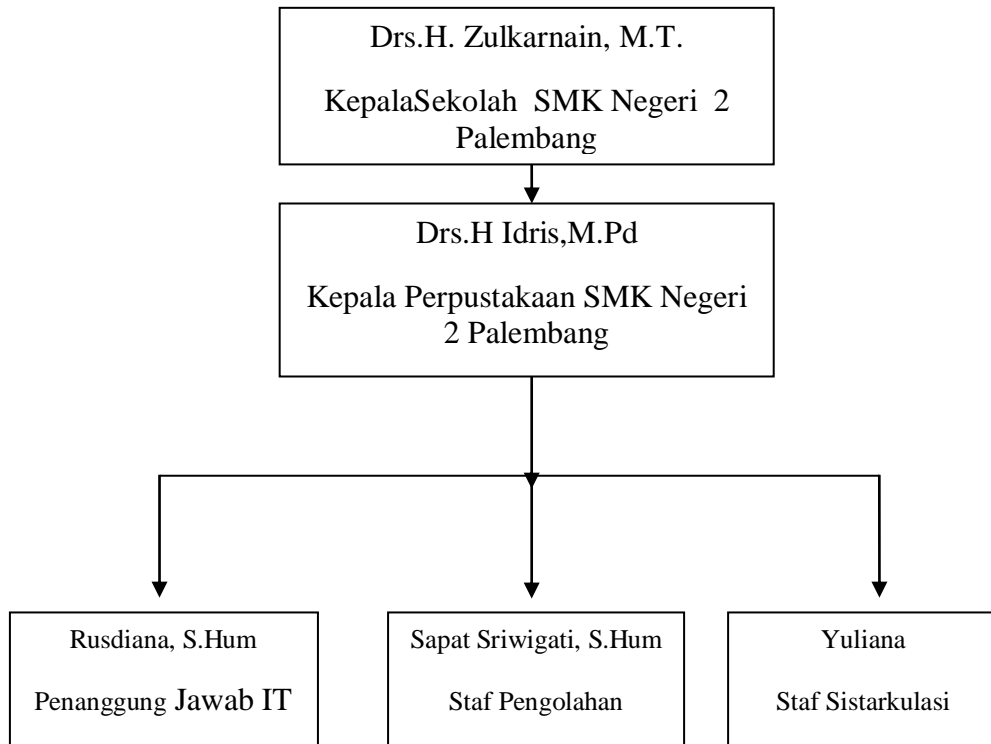 Drs.H. Zulkarnain, M.T.
KepalaSekolah SMK Negeri 2
Palembang
Drs.H Idris,M.Pd
Kepala Perpustakaan SMK Negeri
2 Palembang
Rusdiana, S.Hum
Penanggung Jawab IT
Sapat Sriwigati, S.Hum
Staf Pengolahan
Yuliana
Staf Sistarkulasi